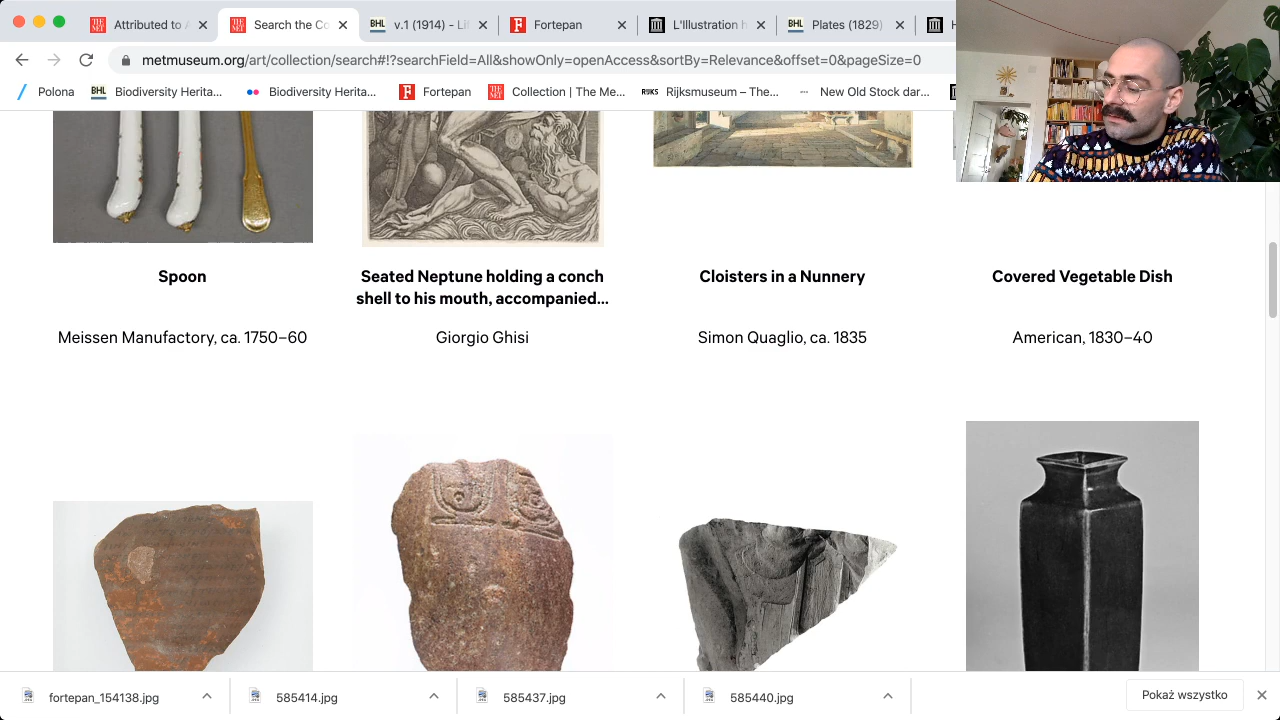 Attributed to A
Search the Co
v.1 (1914) - Li
Fortepan
L'Illustration h
Plates (1829)
metmuseum.org/art/collection/search#!?searchField=All&showOnly=openAccess&sortBy=Relevance&offset=0&pageSize=0
Polona
Biodiversity Herita...
Biodiversity Herita...
Fortepan
Collection | The Me...
Rijksmuseum – The...
New Old Stock dar...
Spoon
Seated Neptune holding a conch
shell to his mouth, accompanied...
Cloisters in a Nunnery
Covered Vegetable Dish
Meissen Manufactory, ca. 1750–60
Giorgio Ghisi
Simon Quaglio, ca. 1835
American, 1830–40
fortepan_154138.jpg
585414.jpg
585437.jpg
585440.jpg
Pokaż wszystko